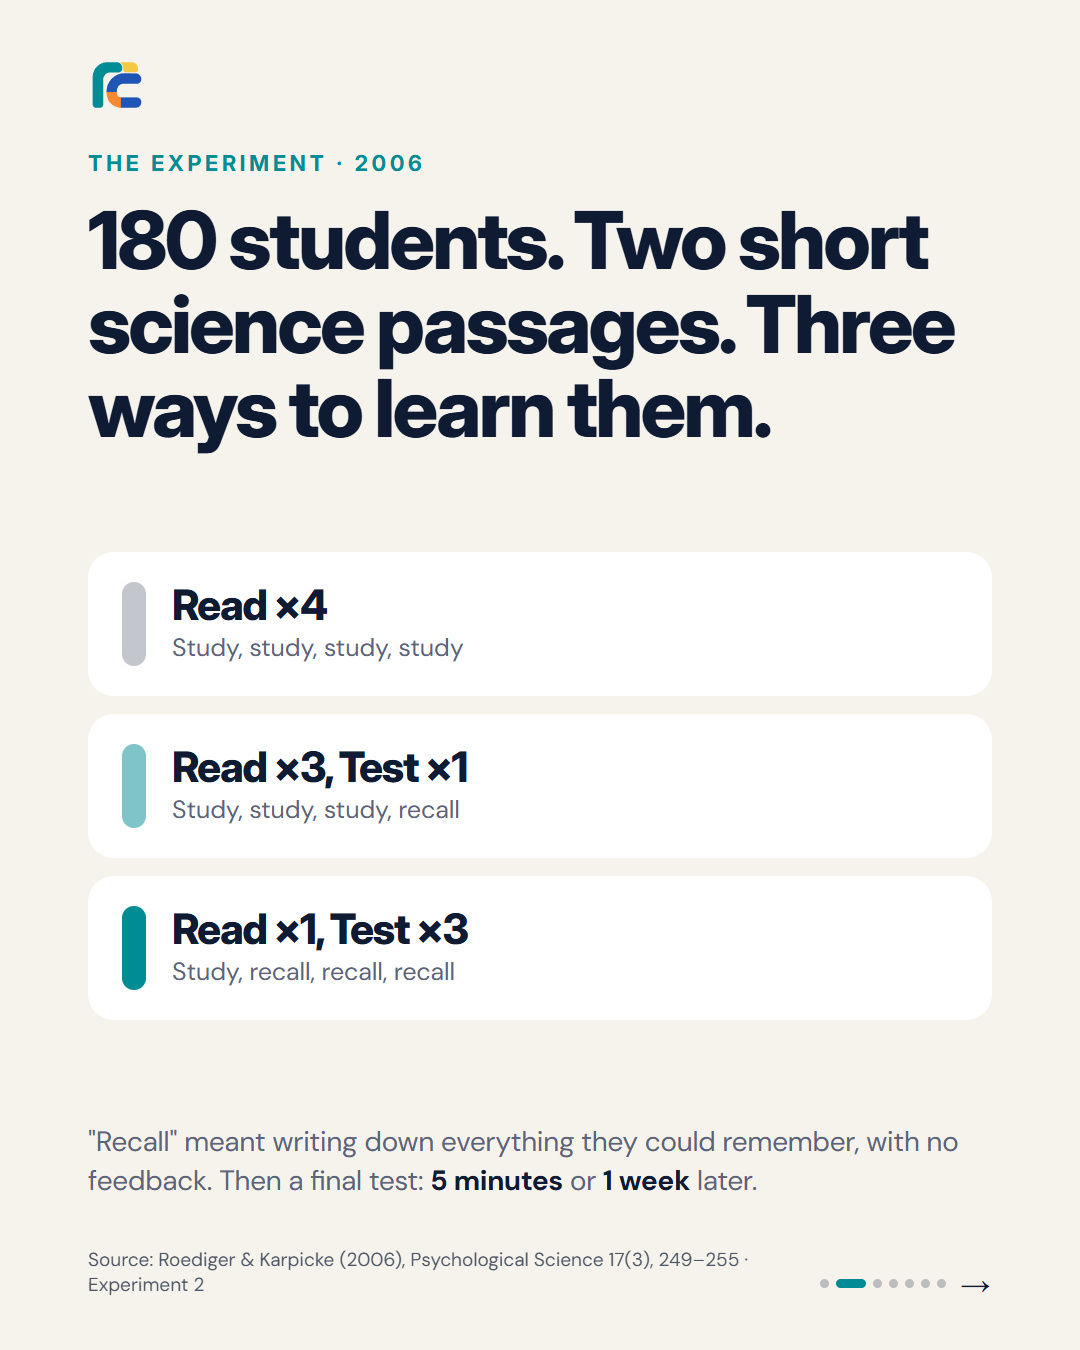 THE EXPERIMENT · 2006
180 students. Two short
science passages. Three
ways to learn them.
Read ×4
Study, study, study, study
Read ×3, Test ×1
Study, study, study, recall
Read ×1, Test ×3
Study, recall, recall, recall
"Recall" meant writing down everything they could remember, with no
feedback. Then a final test: 5 minutes or 1 week later.
Source: Roediger & Karpicke (2006), Psychological Science 17(3), 249–255 ·
Experiment 2
→